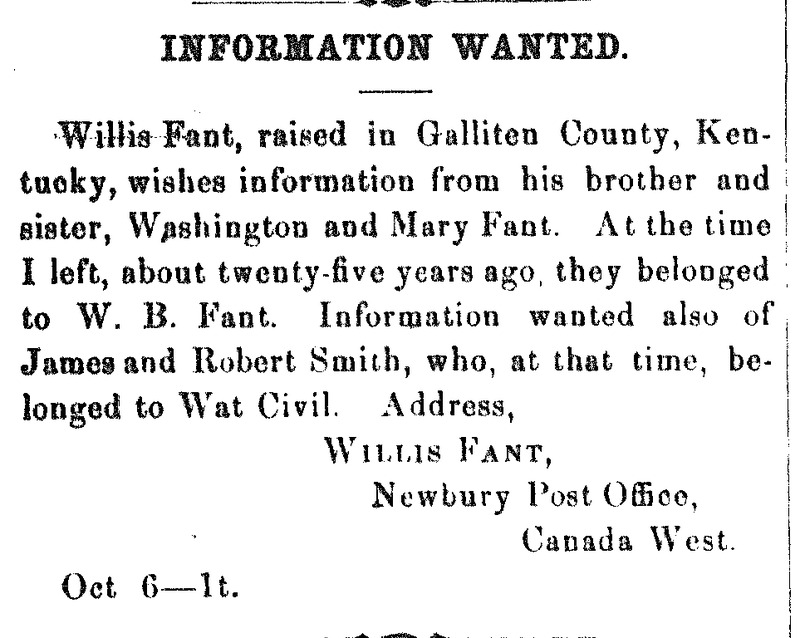 INFORMATION WANTED.
Willis Fant, raised in Galliten County, Ken-
tucky, wishes information from his brother and
sister, Washington and Mary Fant. At the time
I left, about twenty-five years ago, they belonged
to W. B. Fant. Information wanted also of
James and Robert Smith, who, at that time, be-
longed to Wat Civil. Address,
WILLIS FANT,
Newbury Post Office,
Canada West.
Oct 6—1t.